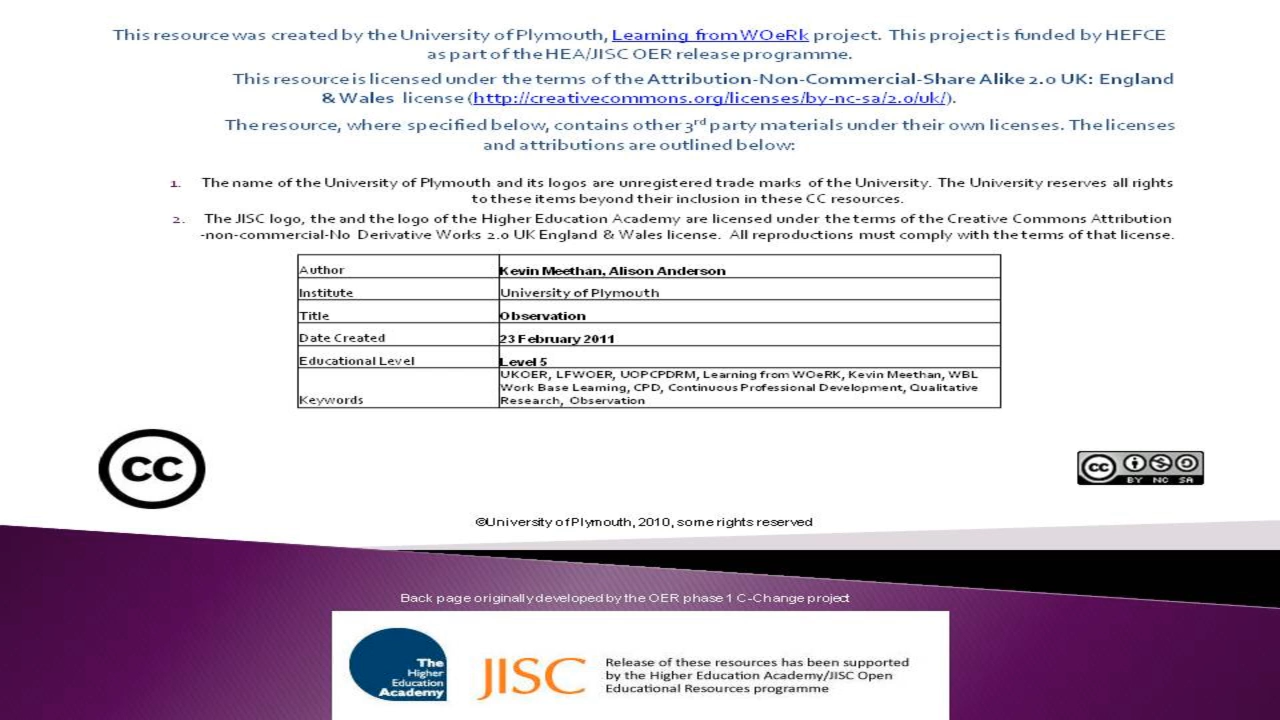 This resource was created by the University of Plymouth, Learning from WOeRk project. This project is funded by HEFCE
as part of the HEA/JISC OER release programme.
This resource is licensed under the terms of the Attribution-Non-Commercial-Share Alike 2.0 UK: England
& Wales license (http://creativecommons.org/licenses/by-nc-sa/2.0/uk/).
The resource, where specified below, contains other 3rd party materials under their own licenses. The licenses
and attributions are outlined below:
1. The name of the University of Plymouth and its logos are unregistered trade marks of the University. The University reserves all rights
to these items beyond their inclusion in these CC resources.
2. The JISC logo, the and the logo of the Higher Education Academy are licensed under the terms of the Creative Commons Attribution
-non-commercial-No Derivative Works 2.0 UK England & Wales license. All reproductions must comply with the terms of that license.
Author Kevin Meethan, Alison Anderson
Institute University of Plymouth
Title Observation
Date Created 23 February 2011
Educational Level Level 5
Keywords UKOER, LFWOER, UOPCPDRM, Learning from WOeRK, Kevin Meethan, WBL
Work Base Learning, CPD, Continuous Professional Development, Qualitative
Research, Observation
cc
cc
BY NC SA
©University of Plymouth, 2010, some rights reserved
Back page originally developed by the OER phase 1 C-Change project
The
Higher
Education
Academy
JISC
Release of these resources has been supported
by the Higher Education Academy/JISC Open
Educational Resources programme